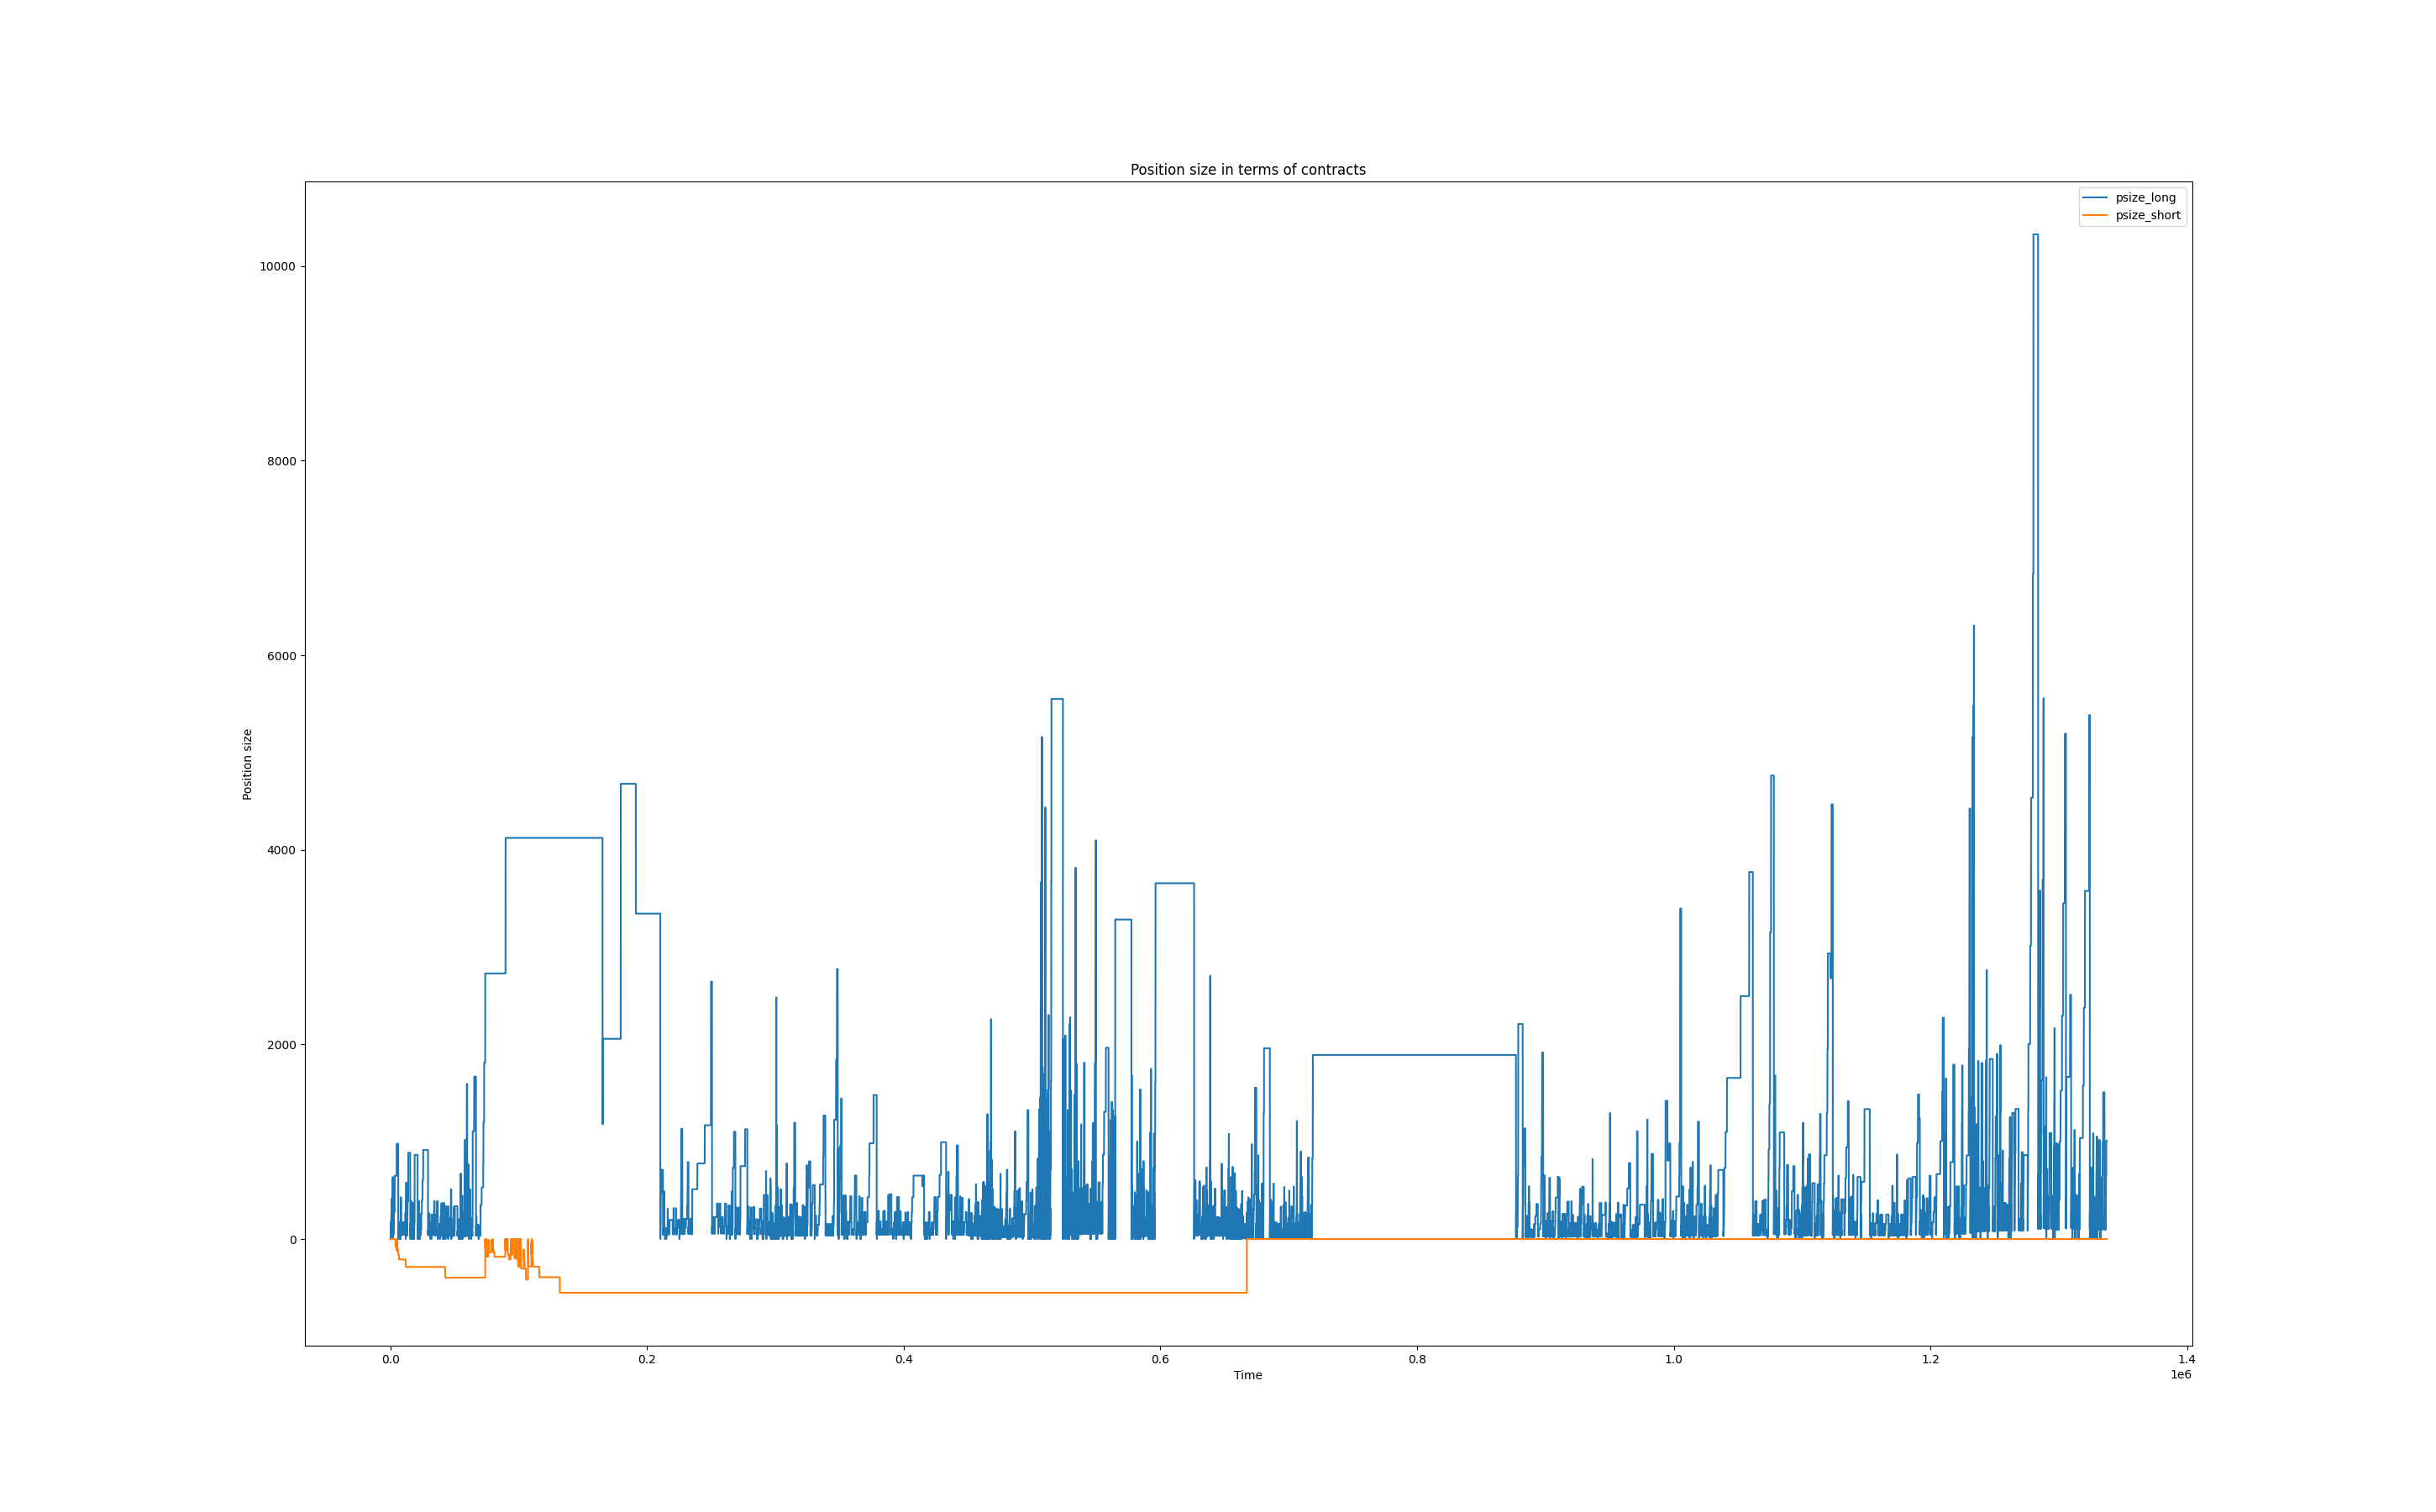 Position size in terms of contracts
psize_long
psize_short
10000
8000
6000
4000
2000
0
Position size
0.0 0.2 0.4 0.6 0.8 1.0 1.2 1.4
Time
1e6